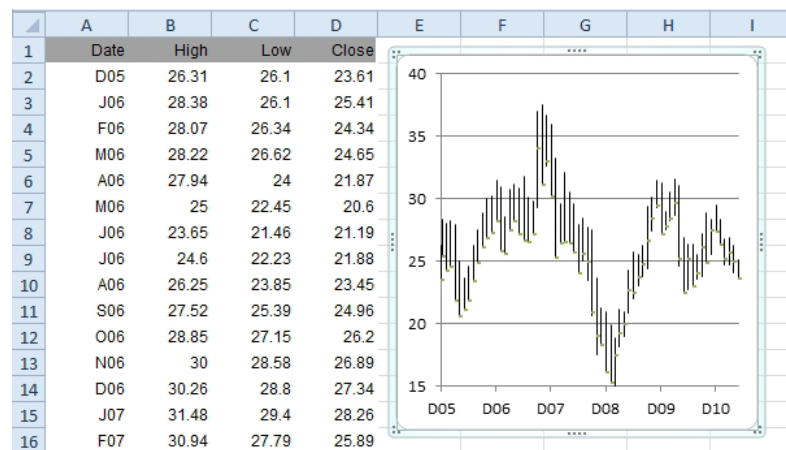 A B C D E F G H I
1 Date High Low Close
2 D05 26.31 26.1 23.61
3 J06 28.38 26.1 25.41
4 F06 28.07 26.34 24.34
5 M06 28.22 26.62 24.65
6 A06 27.94 24 21.87
7 M06 25 22.45 20.6
8 J06 23.65 21.46 21.19
9 J06 24.6 22.23 21.88
10 A06 26.25 23.85 23.45
11 S06 27.52 25.39 24.96
12 O06 28.85 27.15 26.2
13 N06 30 28.58 26.89
14 D06 30.26 28.8 27.34
15 J07 31.48 29.4 28.26
16 F07 30.94 27.79 25.89
40
35
30
25
20
15
D05 D06 D07 D08 D09 D10